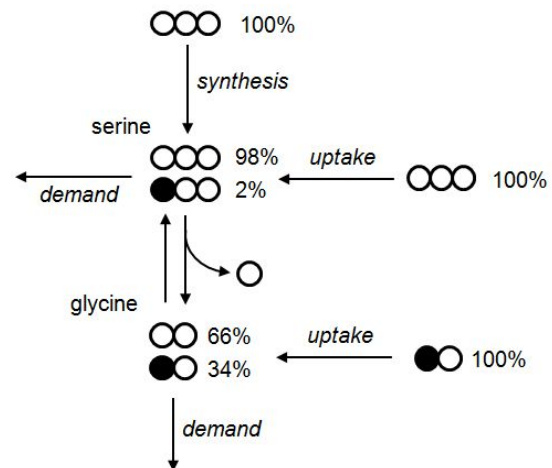 100%
synthesis
serine
98%
uptake
2%
100%
demand
glycine
66%
uptake
34%
100%
demand